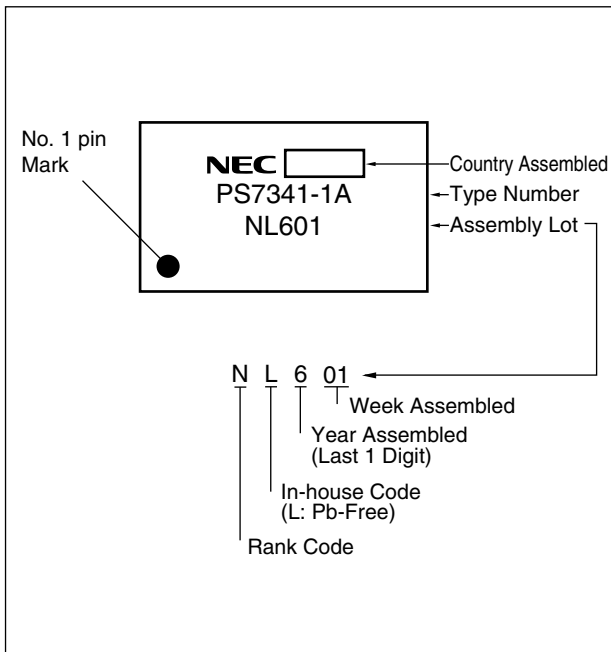 No. 1 pin
Mark
NEC
Country Assembled
PS7341-1A
Type Number
NL601
Assembly Lot
N L 6 01
Week Assembled
Year Assembled
(Last 1 Digit)
In-house Code
(L: Pb-Free)
Rank Code